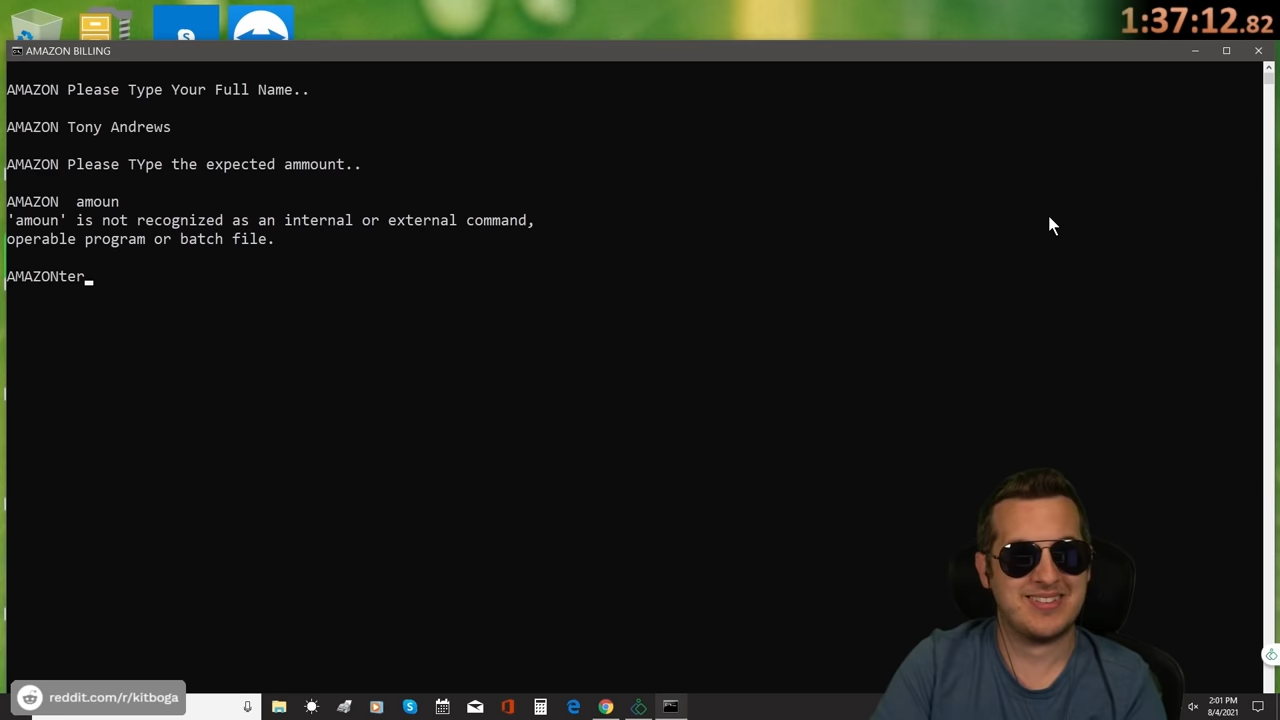 1:37:12.82
AMAZON BILLING
AMAZON Please Type Your Full Name..
AMAZON Tony Andrews
AMAZON Please TYpe the expected ammount..
AMAZON  amoun
'amoun' is not recognized as an internal or external command,
operable program or batch file.
AMAZONter_
reddit.com/r/kitboga
2:01 PM
8/4/2021